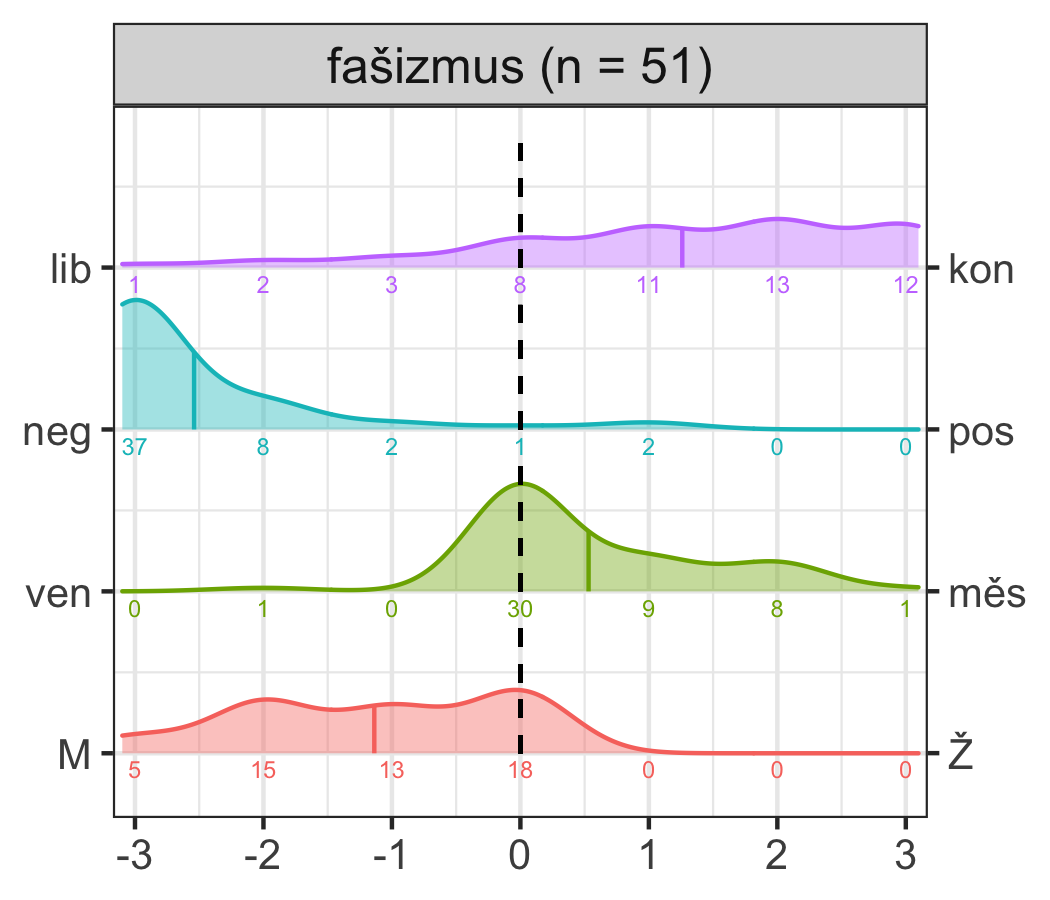 fašizmus (n = 51)
lib kon
1 2 3 8 11 13 12
neg pos
37 8 2 1 2 0 0
ven měs
0 1 0 30 9 8 1
M Ž
5 15 13 18 0 0 0
-3 -2 -1 0 1 2 3